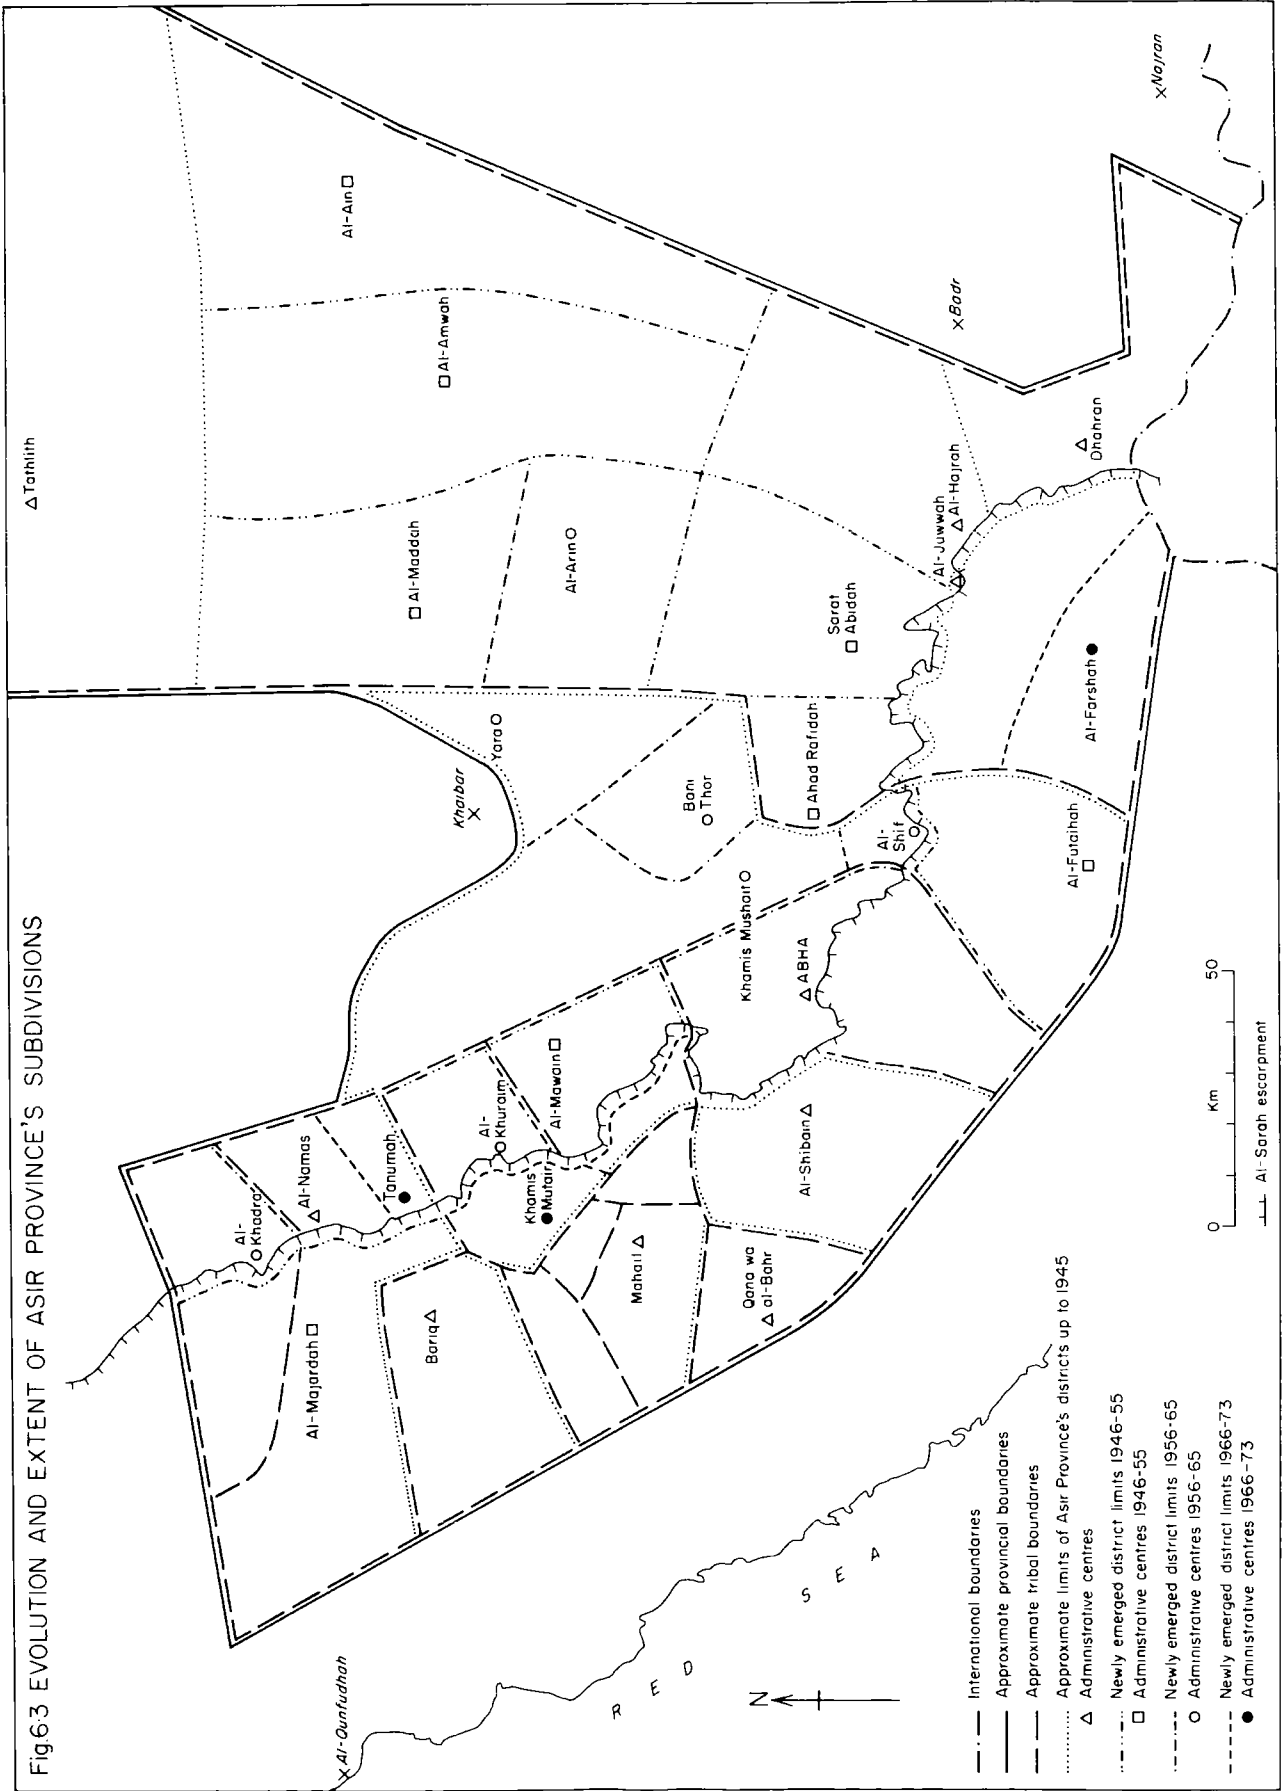 Fig.6·3 EVOLUTION AND EXTENT OF ASIR PROVINCE'S SUBDIVISIONS
Tathlith
Al-Ain
Al-Amwah
Al-Maddah
Al-Arin
Khaibar
Yara
Bani
Thor
Sarat
Abidah
Ahad Rafidah
Al-Juwwah
Al-Hajrah
Badr
Najran
Dhahran
Al-Farshah
Al-Futaihah
Al-
Shif
Khamis Mushait
ABHA
Al-Mawain
Al-
Khuraim
Tanumah
Al-Namas
Al-
Khadra
Khamis
Mutair
Al-Shibain
Mahail
Qana wa
al-Bahr
Bariq
Al-Majardah
Al-Qunfudhah
RED
SEA
N
International boundaries
Approximate provincial boundaries
Approximate tribal boundaries
Approximate limits of Asir Province's districts up to 1945
Administrative centres
Newly emerged district limits 1946-55
Administrative centres 1946-55
Newly emerged district limits 1956-65
Administrative centres 1956-65
Newly emerged district limits 1966-73
Administrative centres 1966-73
0 Km 50
Al-Sarah escarpment